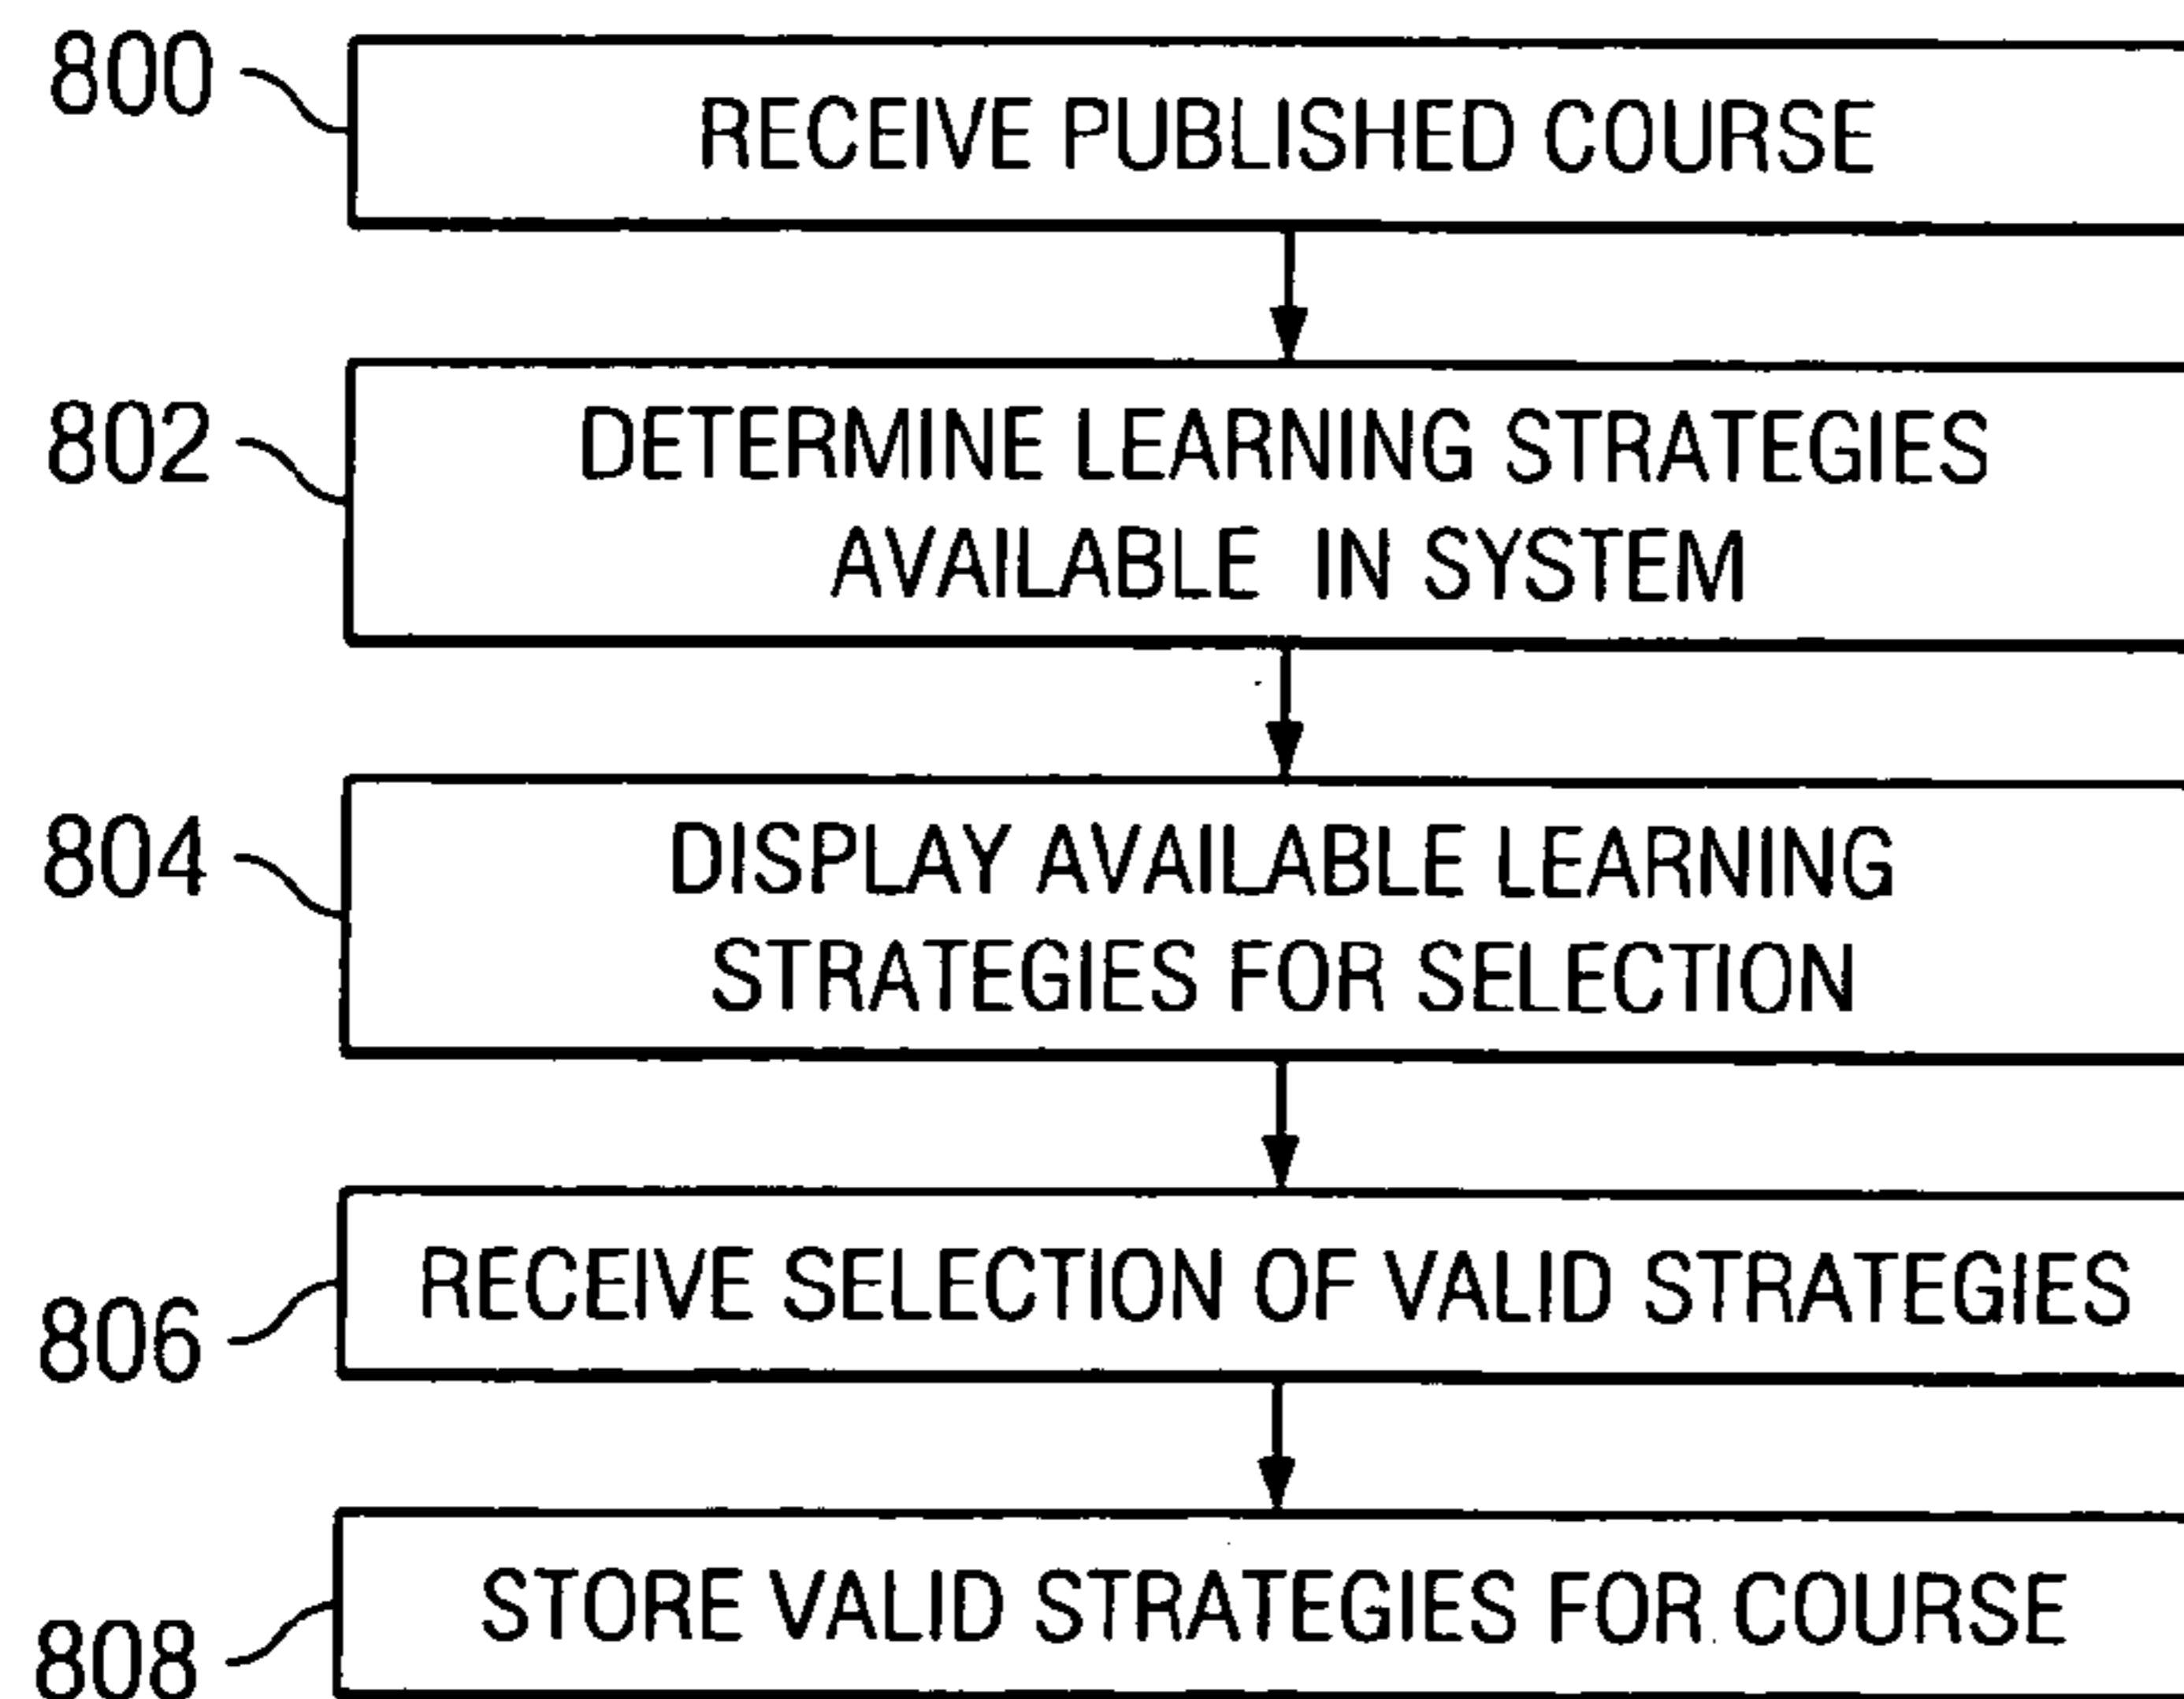 800
RECEIVE PUBLISHED COURSE
802
DETERMINE LEARNING STRATEGIES
AVAILABLE IN SYSTEM
804
DISPLAY AVAILABLE LEARNING
STRATEGIES FOR SELECTION
806
RECEIVE SELECTION OF VALID STRATEGIES
808
STORE VALID STRATEGIES FOR COURSE